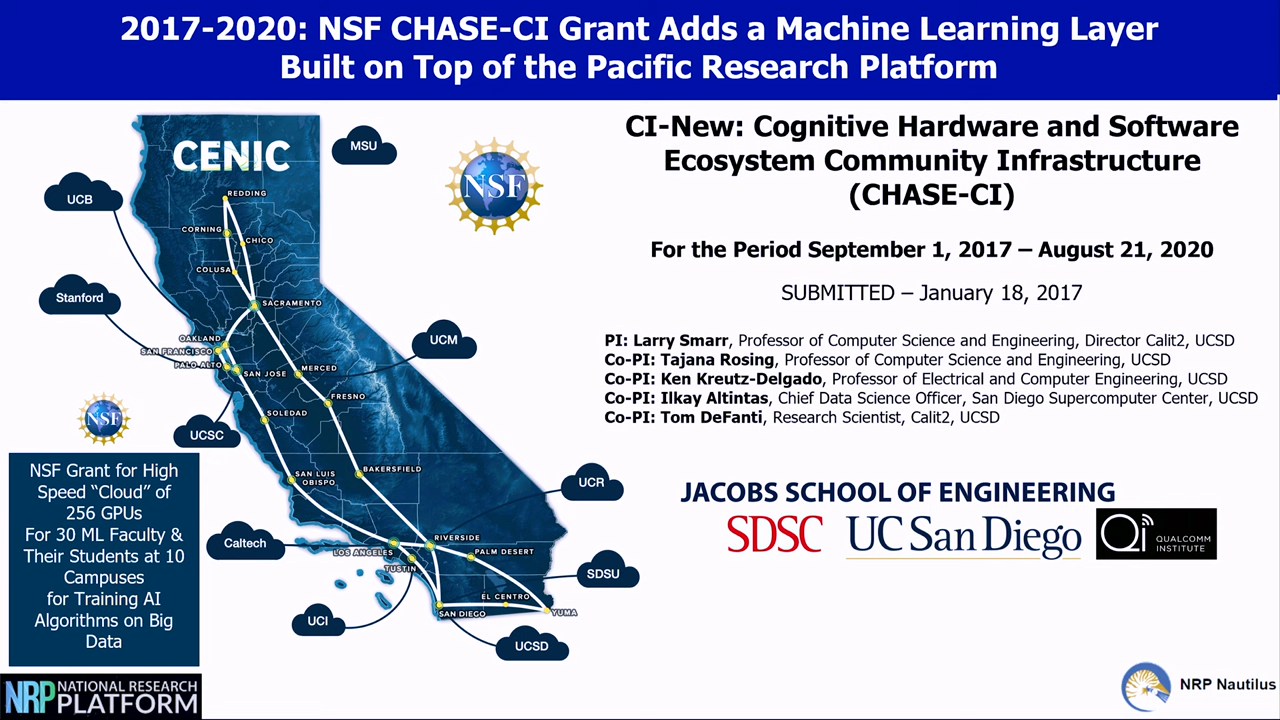 2017-2020: NSF CHASE-CI Grant Adds a Machine Learning Layer
Built on Top of the Pacific Research Platform
CENIC
MSU
UCB
Stanford
UCM
UCSC
UCR
Caltech
SDSU
UCI
UCSD
REDDING
CORNING
CHICO
COLUSA
SACRAMENTO
OAKLAND
SAN FRANCISCO
PALO ALTO
SAN JOSE
MERCED
FRESNO
SOLEDAD
SAN LUIS
OBISPO
BAKERSFIELD
RIVERSIDE
LOS ANGELES
PALM DESERT
TUSTIN
EL CENTRO
SAN DIEGO
YUMA
NSF
NSF
NSF Grant for High
Speed “Cloud” of
256 GPUs
For 30 ML Faculty &
Their Students at 10
Campuses
for Training AI
Algorithms on Big
Data
NRP NATIONAL RESEARCH
PLATFORM
CI-New: Cognitive Hardware and Software
Ecosystem Community Infrastructure
(CHASE-CI)
For the Period September 1, 2017 – August 21, 2020
SUBMITTED – January 18, 2017
PI: Larry Smarr, Professor of Computer Science and Engineering, Director Calit2, UCSD
Co-PI: Tajana Rosing, Professor of Computer Science and Engineering, UCSD
Co-PI: Ken Kreutz-Delgado, Professor of Electrical and Computer Engineering, UCSD
Co-PI: Ilkay Altintas, Chief Data Science Officer, San Diego Supercomputer Center, UCSD
Co-PI: Tom DeFanti, Research Scientist, Calit2, UCSD
JACOBS SCHOOL OF ENGINEERING
SDSC UC San Diego QI QUALCOMM
INSTITUTE
NRP Nautilus